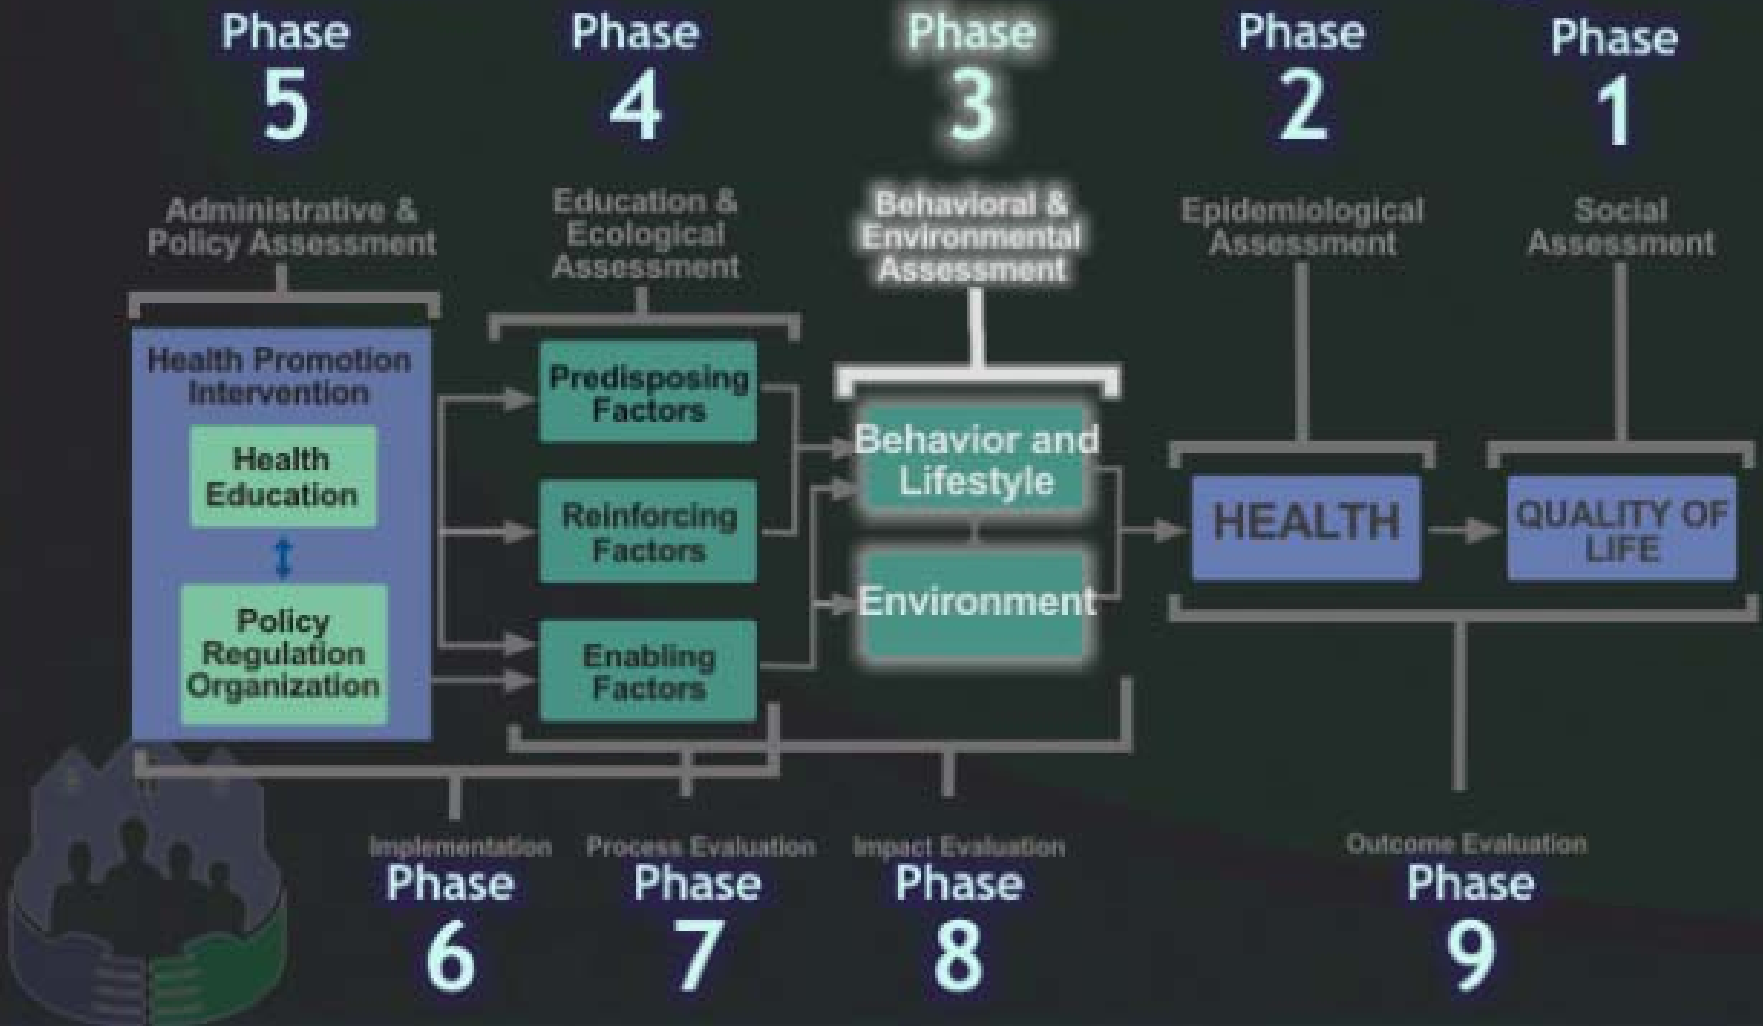 Phase
5
Phase
4
Phase
3
Phase
2
Phase
1
Administrative &
Policy Assessment
Education &
Ecological
Assessment
Behavioral &
Environmental
Assessment
Epidemiological
Assessment
Social
Assessment
Health Promotion
Intervention
Health
Education
Policy
Regulation
Organization
Predisposing
Factors
Reinforcing
Factors
Enabling
Factors
Behavior and
Lifestyle
Environment
HEALTH
QUALITY OF
LIFE
Implementation
Phase
6
Process Evaluation
Phase
7
Impact Evaluation
Phase
8
Outcome Evaluation
Phase
9